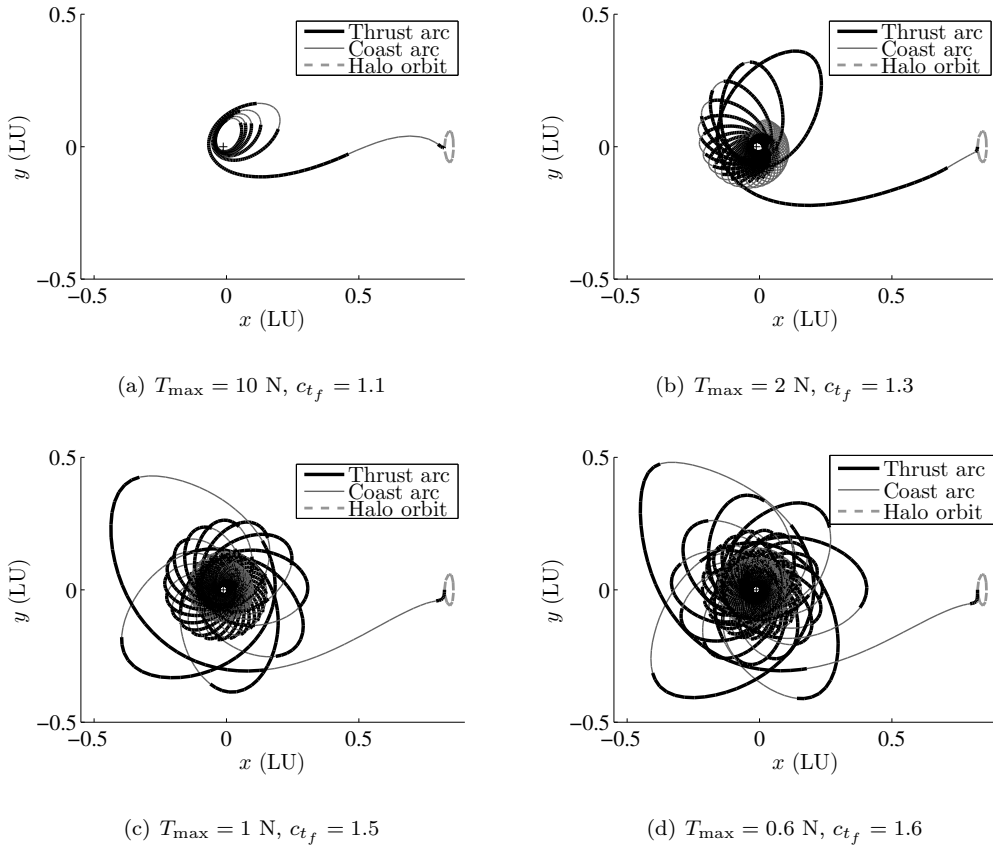 0.5
0
−0.5
−0.5
0
0.5
x (LU)
y (LU)
Thrust arc
Coast arc
Halo orbit
(a) T_max = 10 N, c_{t_f} = 1.1
0.5
0
−0.5
−0.5
0
0.5
x (LU)
y (LU)
Thrust arc
Coast arc
Halo orbit
(b) T_max = 2 N, c_{t_f} = 1.3
0.5
0
−0.5
−0.5
0
0.5
x (LU)
y (LU)
Thrust arc
Coast arc
Halo orbit
(c) T_max = 1 N, c_{t_f} = 1.5
0.5
0
−0.5
−0.5
0
0.5
x (LU)
y (LU)
Thrust arc
Coast arc
Halo orbit
(d) T_max = 0.6 N, c_{t_f} = 1.6